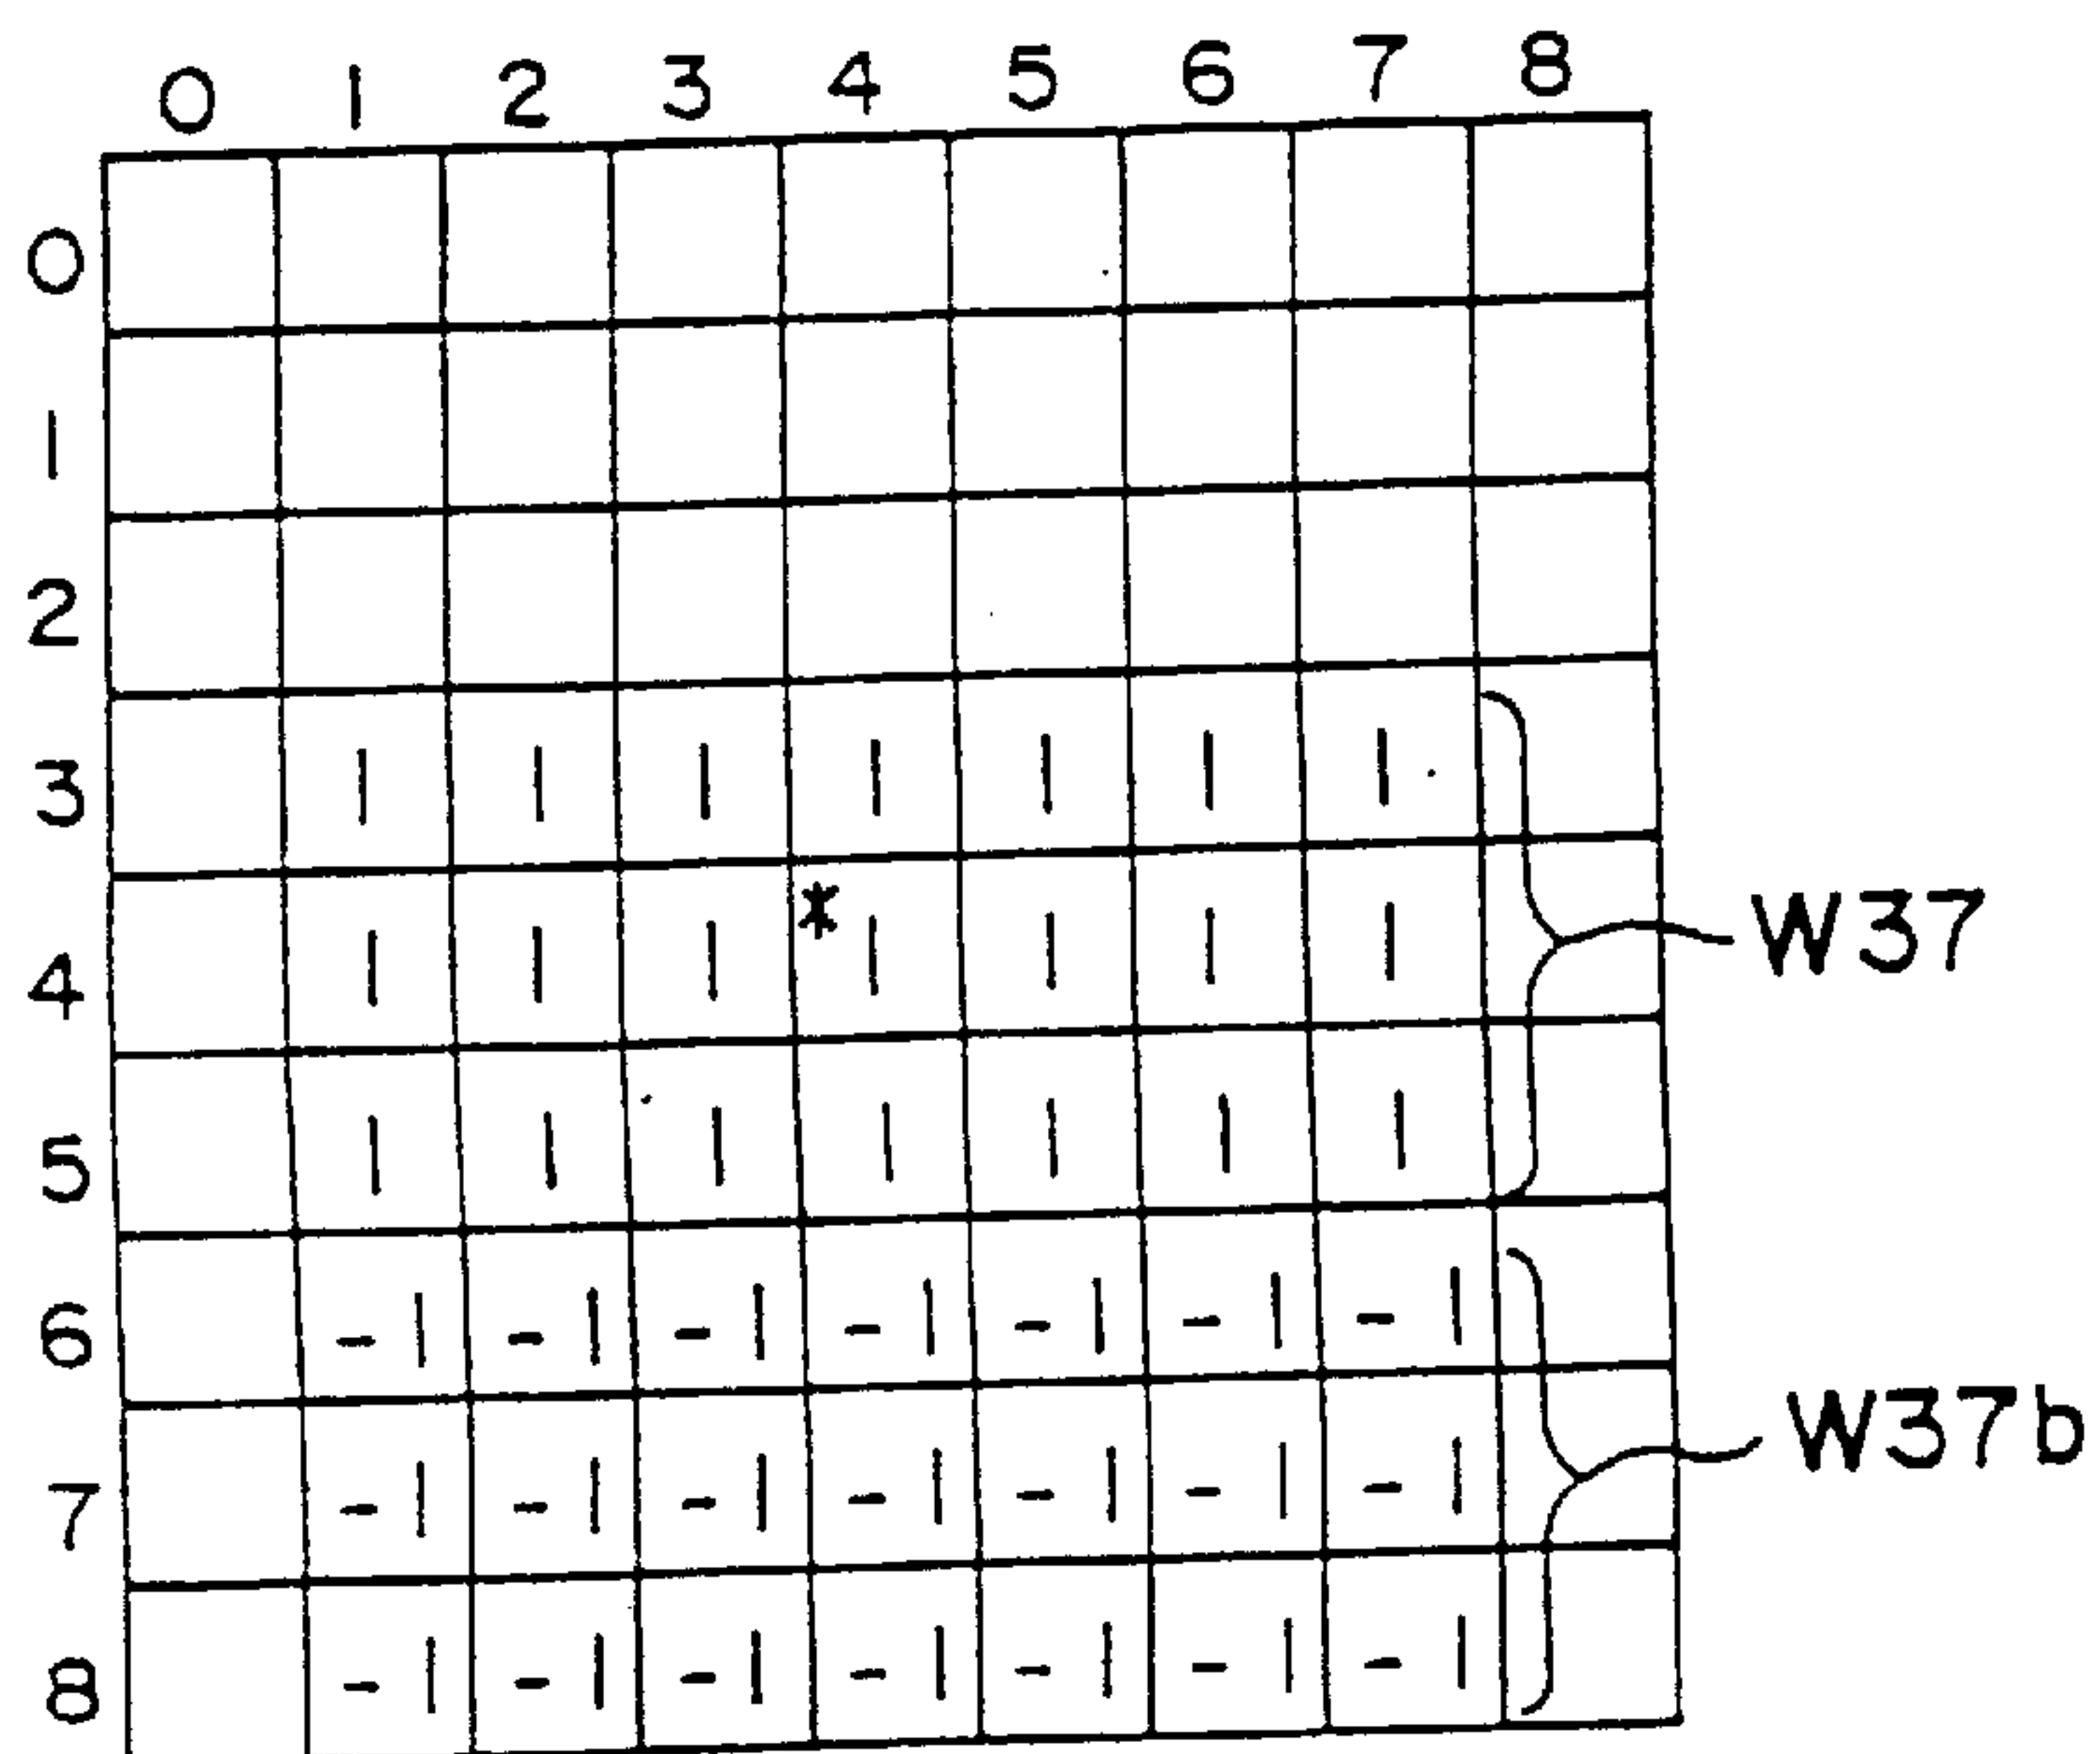 0 1 2 3 4 5 6 7 8
0
1
2
3 1 1 1 1 1 1 1
4 1 1 1 *1 1 1 1 W37
5 1 1 1 1 1 1 1
6 -1 -1 -1 -1 -1 -1 -1
7 -1 -1 -1 -1 -1 -1 -1 W37b
8 -1 -1 -1 -1 -1 -1 -1